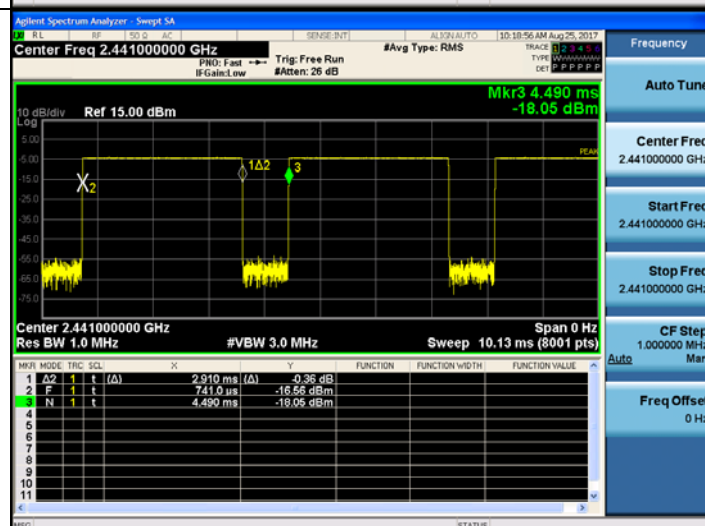 Agilent Spectrum Analyzer - Swept SA
RL RF 50 Ω AC SENSE:INT ALIGN AUTO 10:18:56 AM Aug 25, 2017
Center Freq 2.441000000 GHz #Avg Type: RMS TRACE 1 2 3 4 5 6
PNO: Fast Trig: Free Run TYPE
IFGain:Low #Atten: 26 dB DET P P P P P P
Mkr3 4.490 ms
10 dB/div Ref 15.00 dBm -18.05 dBm
Log
5.00
-5.00
PEAK
1Δ2
3
-15.0
2
-25.0
-35.0
-45.0
-55.0
-65.0
-75.0
Center 2.441000000 GHz Span 0 Hz
Res BW 1.0 MHz #VBW 3.0 MHz Sweep 10.13 ms (8001 pts)
MKR MODE TRC SCL X Y FUNCTION FUNCTION WIDTH FUNCTION VALUE
1 Δ2 1 t (Δ) 2.910 ms (Δ) -0.36 dB
2 F 1 t 741.0 µs -16.56 dBm
3 N 1 t 4.490 ms -18.05 dBm
4
5
6
7
8
9
10
11
MSG STATUS
Frequency
Auto Tune
Center Freq
2.441000000 GHz
Start Freq
2.441000000 GHz
Stop Freq
2.441000000 GHz
CF Step
1.000000 MHz
Auto Man
Freq Offset
0 Hz